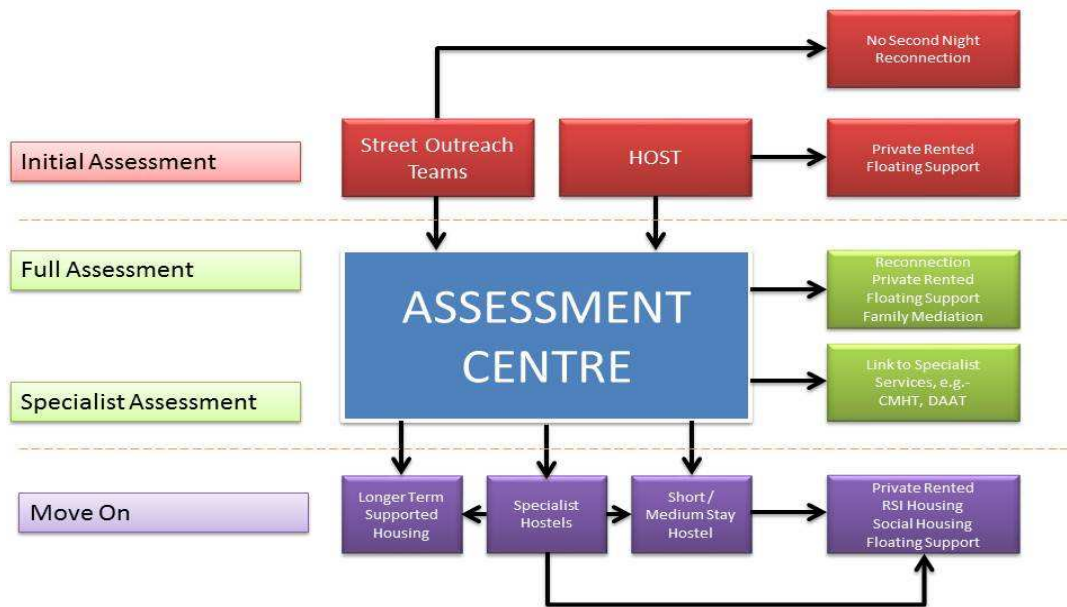 No Second Night
Reconnection
Initial Assessment
Street Outreach
Teams
HOST
Private Rented
Floating Support
Full Assessment
ASSESSMENT
CENTRE
Reconnection
Private Rented
Floating Support
Family Mediation
Specialist Assessment
Link to Specialist
Services, e.g.-
CMHT, DAAT
Move On
Longer Term
Supported
Housing
Specialist
Hostels
Short /
Medium Stay
Hostel
Private Rented
RSI Housing
Social Housing
Floating Support